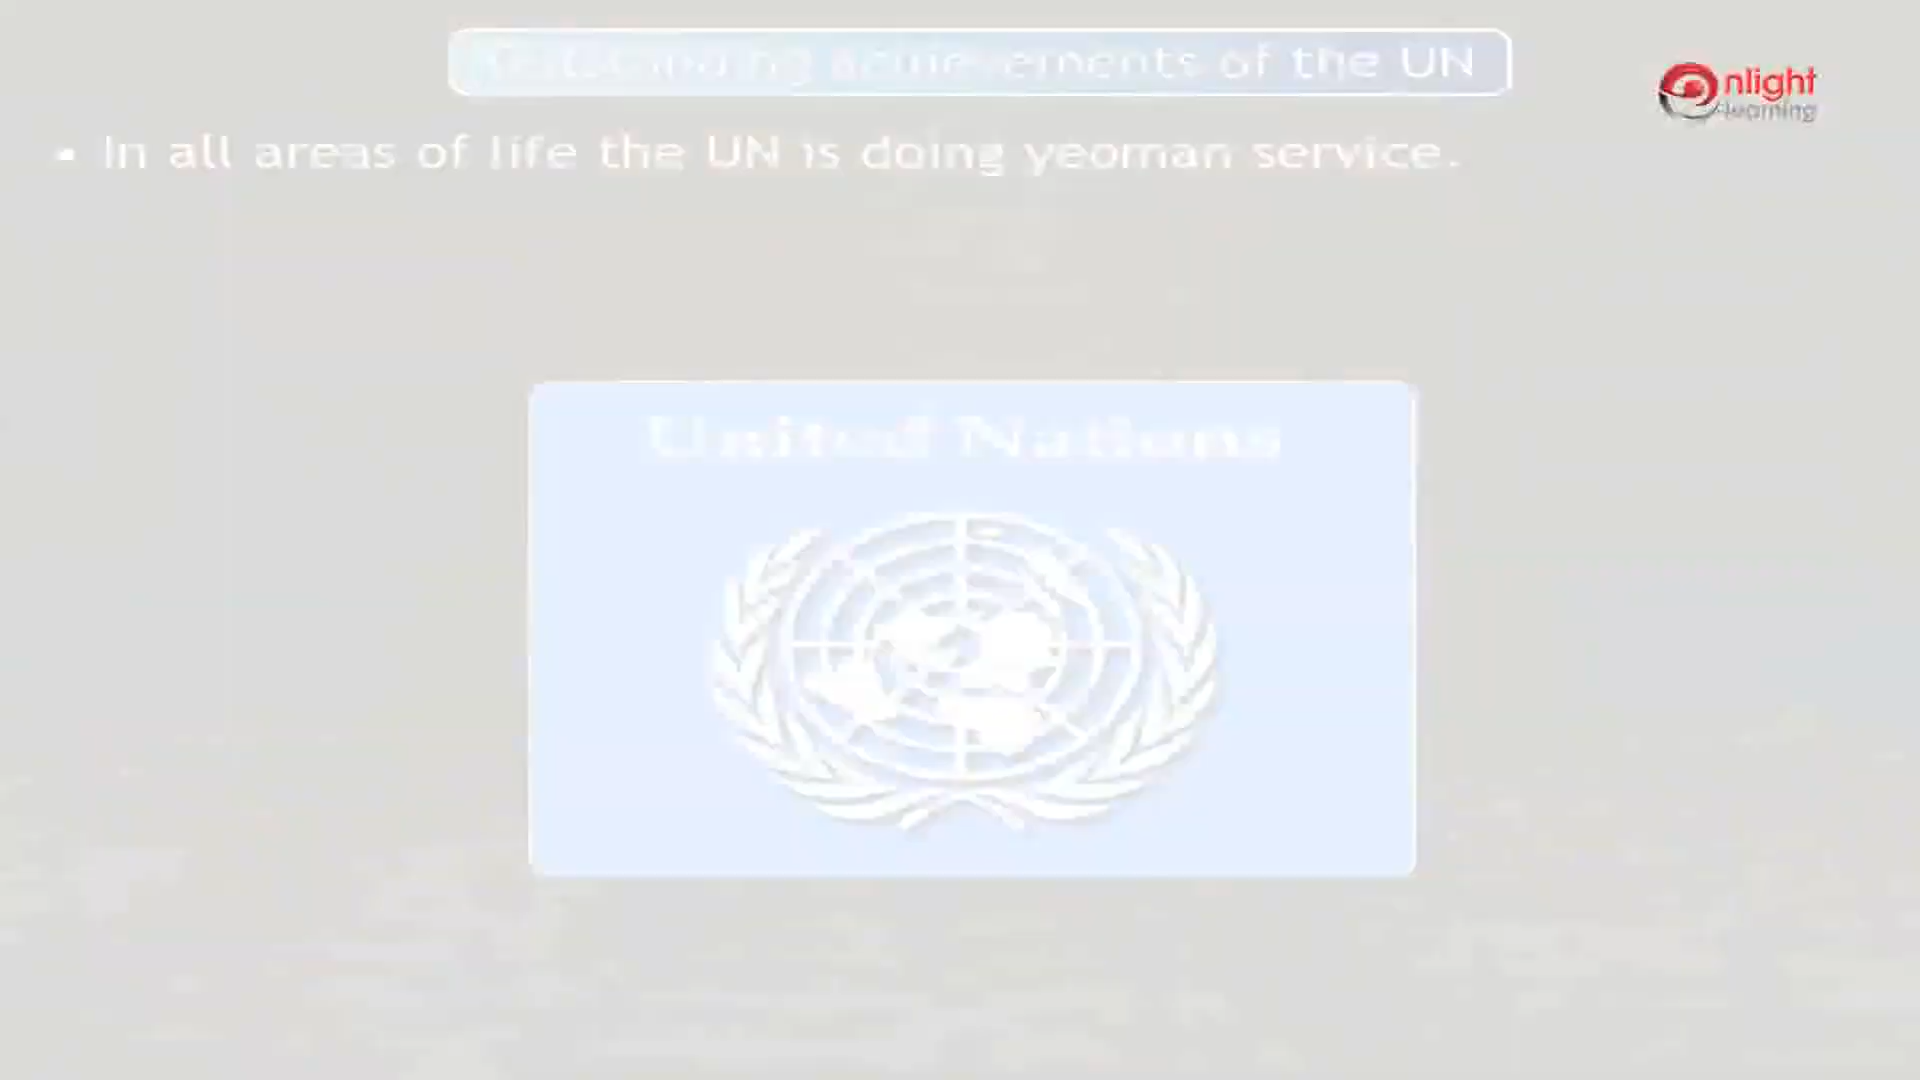 Outstanding achievements of the UN
nlight
e-learning
• In all areas of life the UN is doing yeoman service.
United Nations